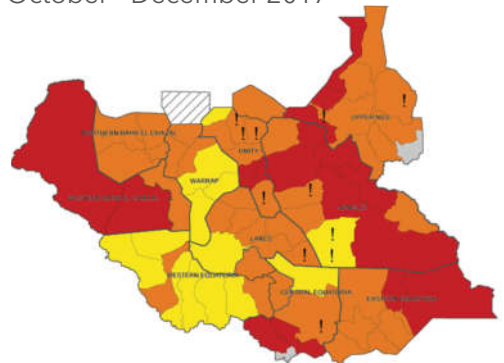 October - December 2017
UPPER NILE
NORTHERN BAHR EL GHAZAL
UNITY
WARRAP
WESTERN BAHR EL GHAZAL
JONGLEI
LAKES
WESTERN EQUATORIA
CENTRAL EQUATORIA
EASTERN EQUATORIA